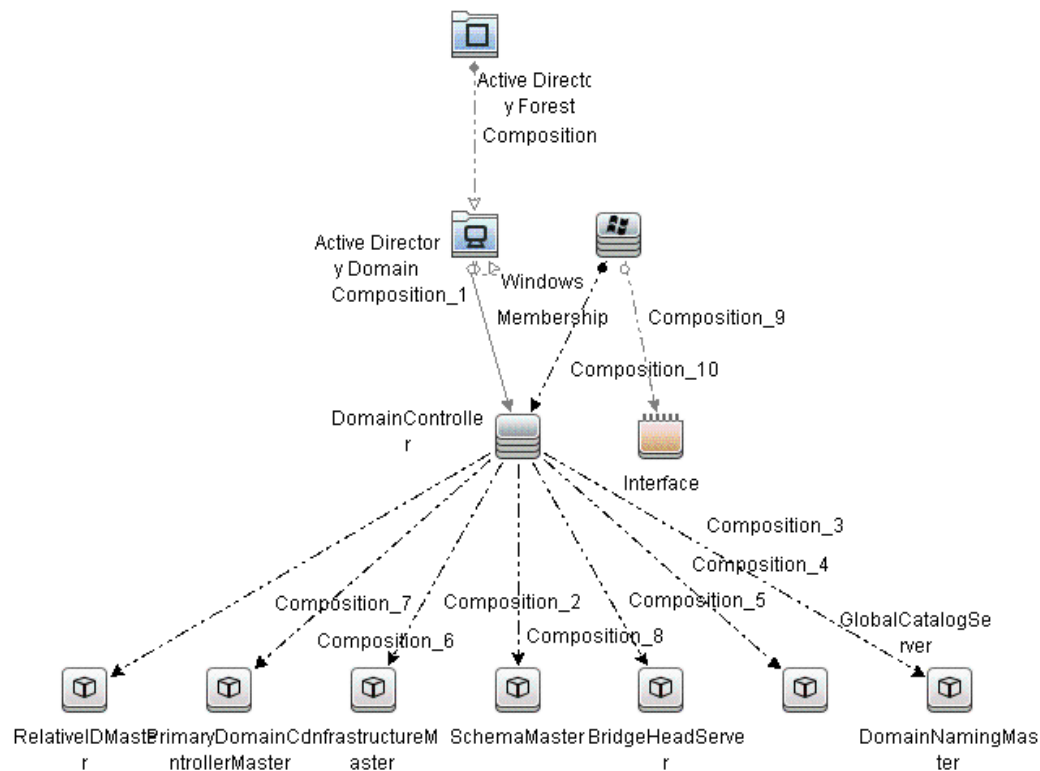 Active Directo
y Forest
Composition
Active Director
y Domain
Windows
Composition_1
Membership
Composition_9
Composition_10
DomainControlle
r
Interface
Composition_3
Composition_4
Composition_7
Composition_2
Composition_5
Composition_6
Composition_8
GlobalCatalogSe
rver
RelativeIDMaste
r
PrimaryDomainCo
ntrollerMaster
InfrastructureM
aster
SchemaMaster
BridgeHeadServe
r
DomainNamingMas
ter